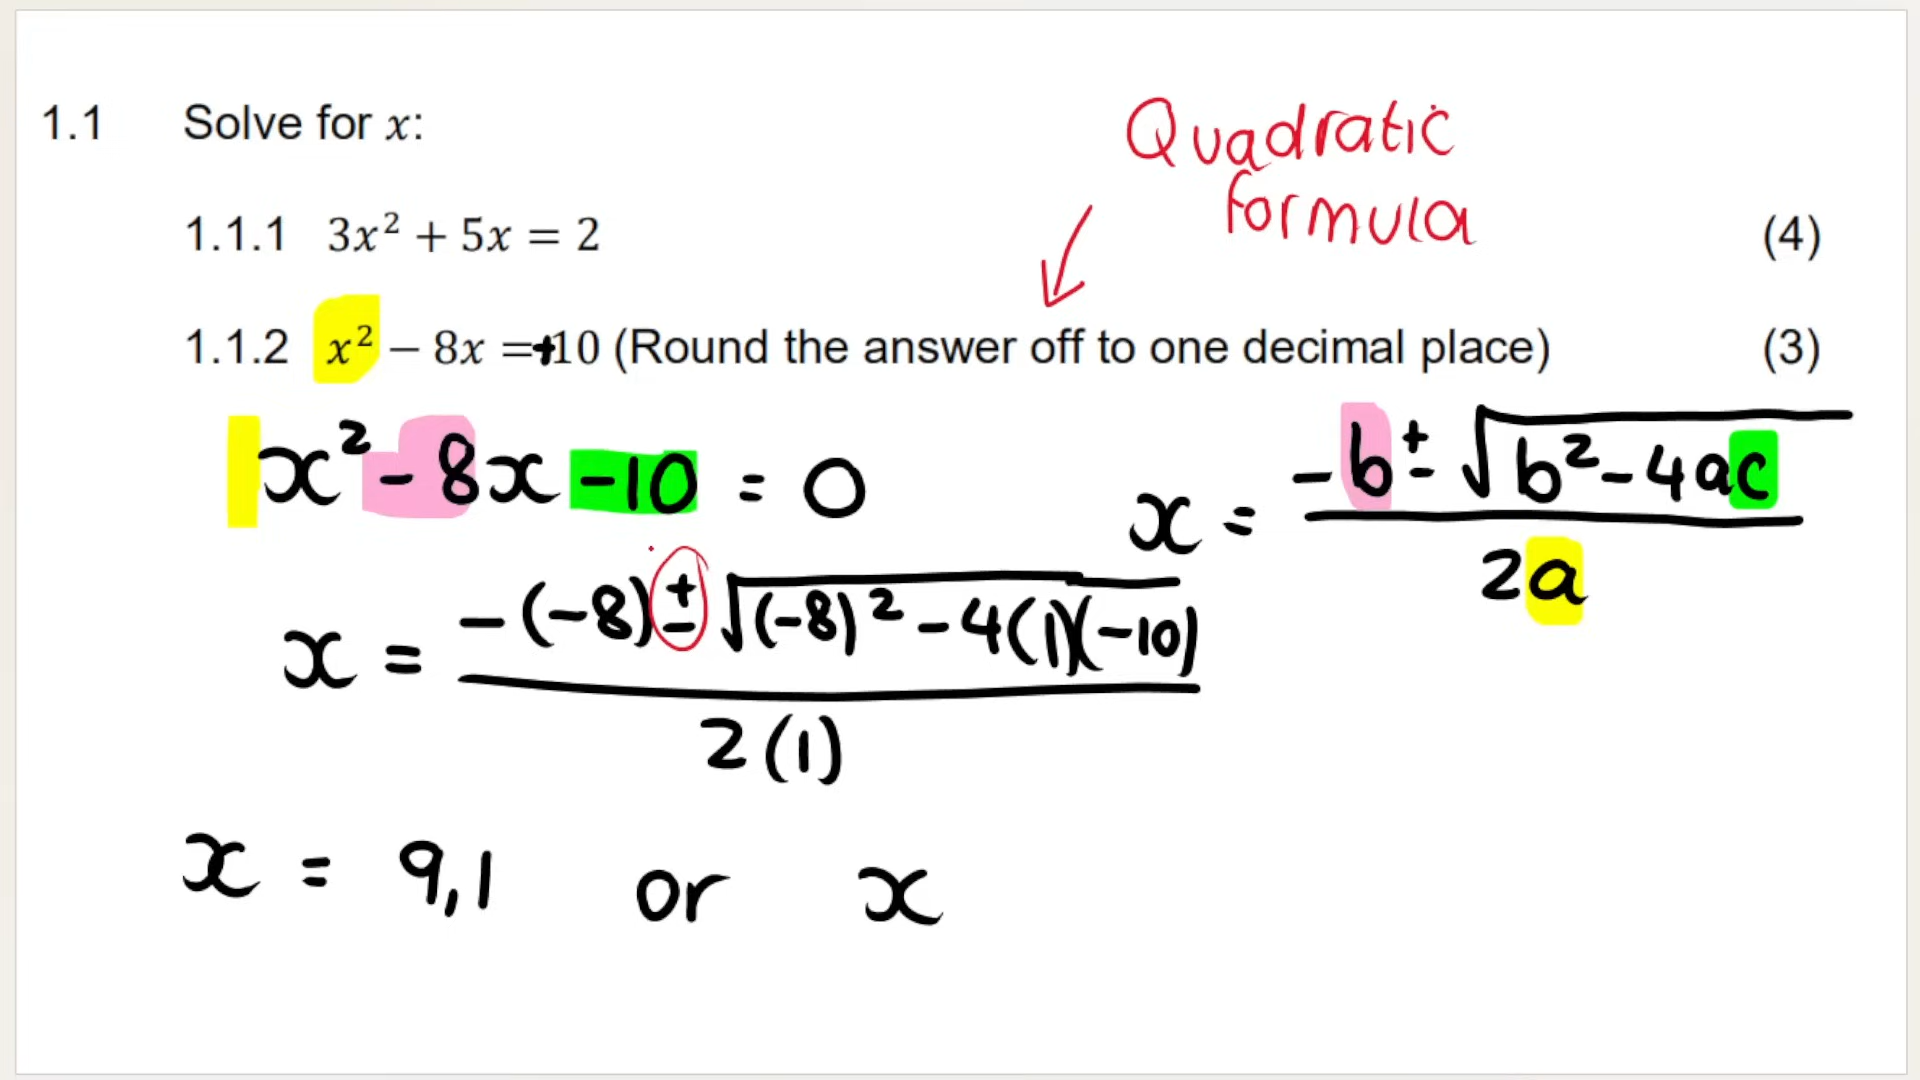 1.1 Solve for x:
Quadratic
formula
1.1.1 3x² + 5x = 2 (4)
1.1.2 x² − 8x =+10 (Round the answer off to one decimal place) (3)
x² - 8x -10 = 0
x = (-b ± √(b² - 4ac)) / 2a
x = (-(-8) ± √((-8)² - 4(1)(-10))) / 2(1)
x = 9,1 or x